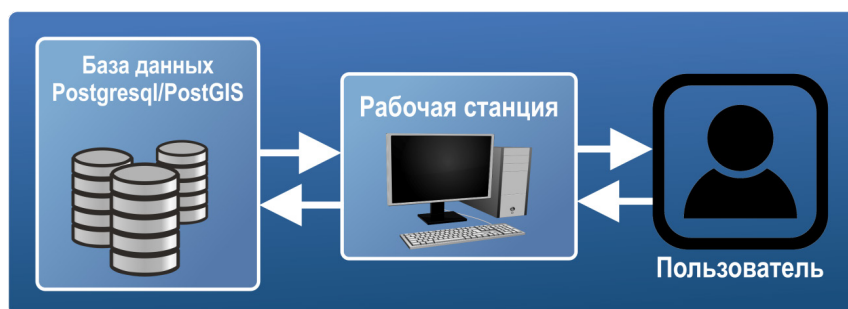 База данных
Postgresql/PostGIS
Рабочая станция
Пользователь